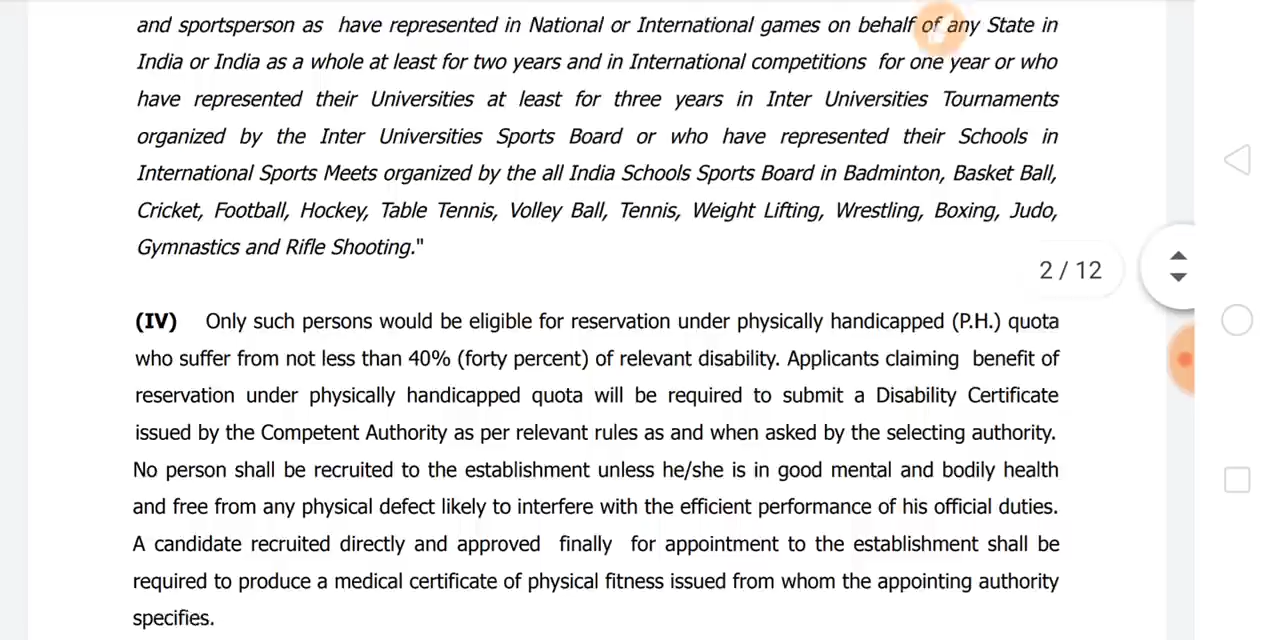 and sportsperson as have represented in National or International games on behalf of any State in
India or India as a whole at least for two years and in International competitions for one year or who
have represented their Universities at least for three years in Inter Universities Tournaments
organized by the Inter Universities Sports Board or who have represented their Schools in
International Sports Meets organized by the all India Schools Sports Board in Badminton, Basket Ball,
Cricket, Football, Hockey, Table Tennis, Volley Ball, Tennis, Weight Lifting, Wrestling, Boxing, Judo,
Gymnastics and Rifle Shooting."
2 / 12
(IV) Only such persons would be eligible for reservation under physically handicapped (P.H.) quota
who suffer from not less than 40% (forty percent) of relevant disability. Applicants claiming benefit of
reservation under physically handicapped quota will be required to submit a Disability Certificate
issued by the Competent Authority as per relevant rules as and when asked by the selecting authority.
No person shall be recruited to the establishment unless he/she is in good mental and bodily health
and free from any physical defect likely to interfere with the efficient performance of his official duties.
A candidate recruited directly and approved finally for appointment to the establishment shall be
required to produce a medical certificate of physical fitness issued from whom the appointing authority
specifies.